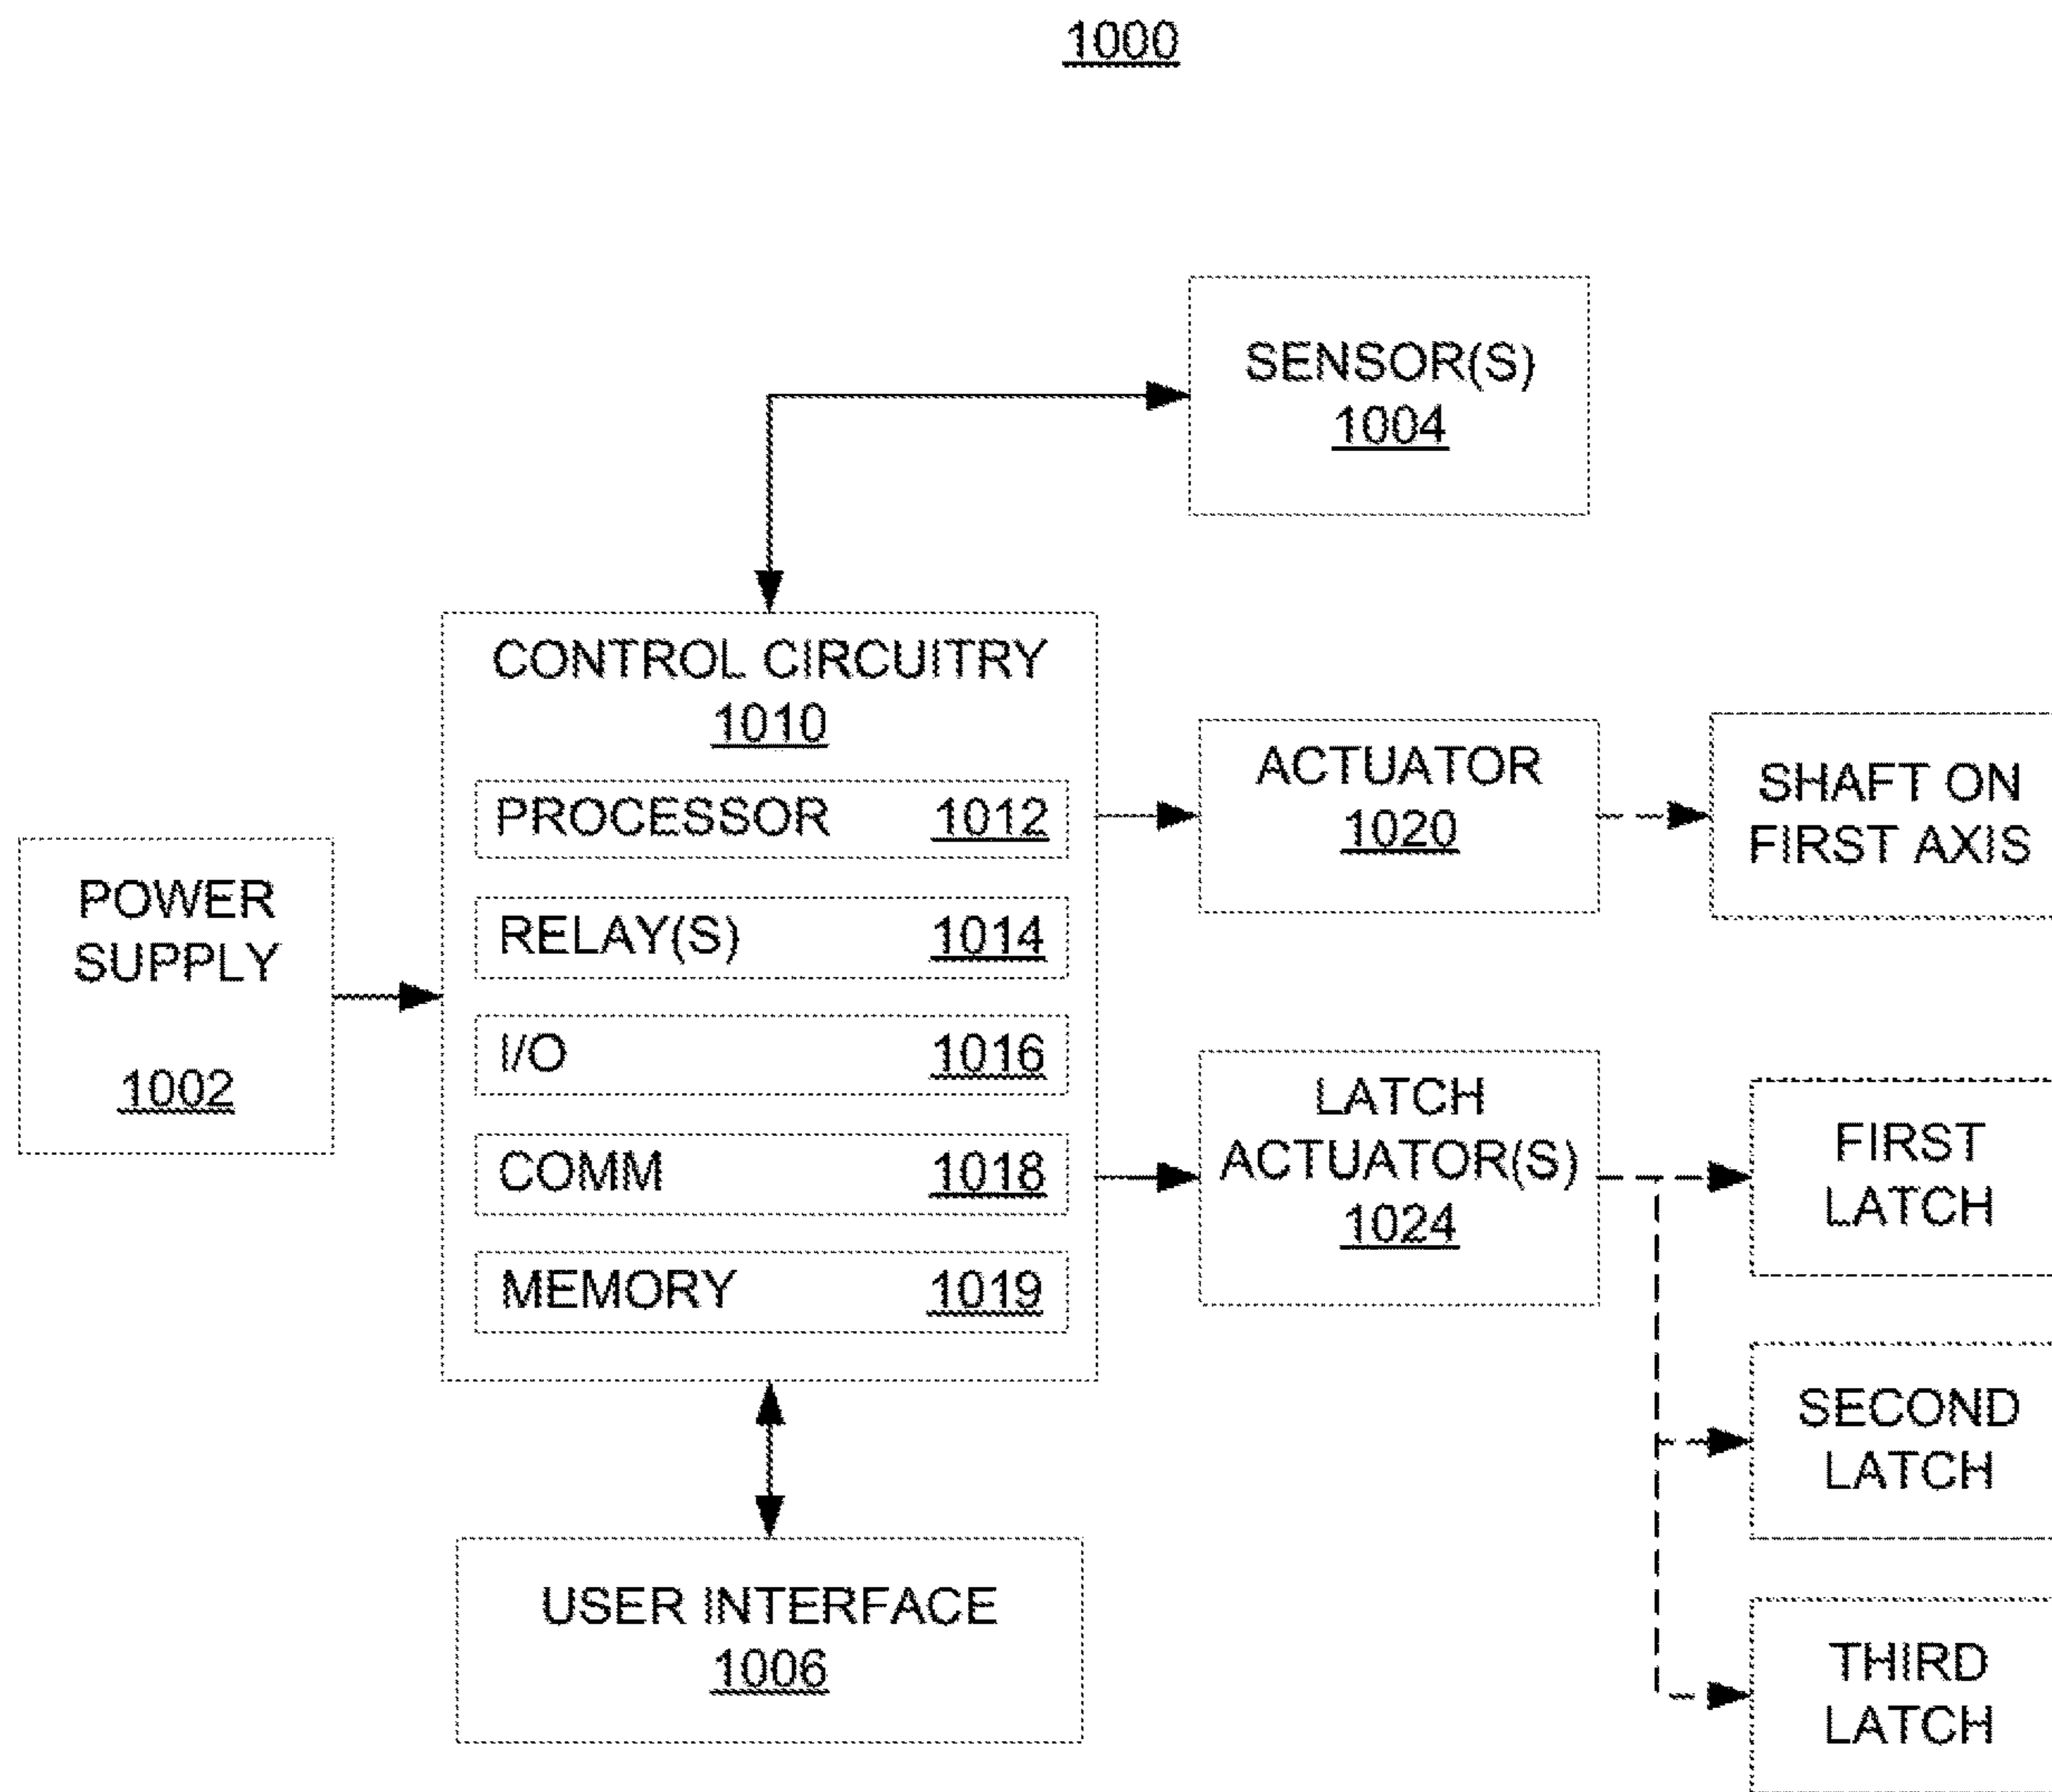 1000
SENSOR(S)
1004
CONTROL CIRCUITRY
1010
PROCESSOR 1012
RELAY(S) 1014
I/O 1016
COMM 1018
MEMORY 1019
POWER
SUPPLY
1002
ACTUATOR
1020
SHAFT ON
FIRST AXIS
LATCH
ACTUATOR(S)
1024
FIRST
LATCH
SECOND
LATCH
THIRD
LATCH
USER INTERFACE
1006